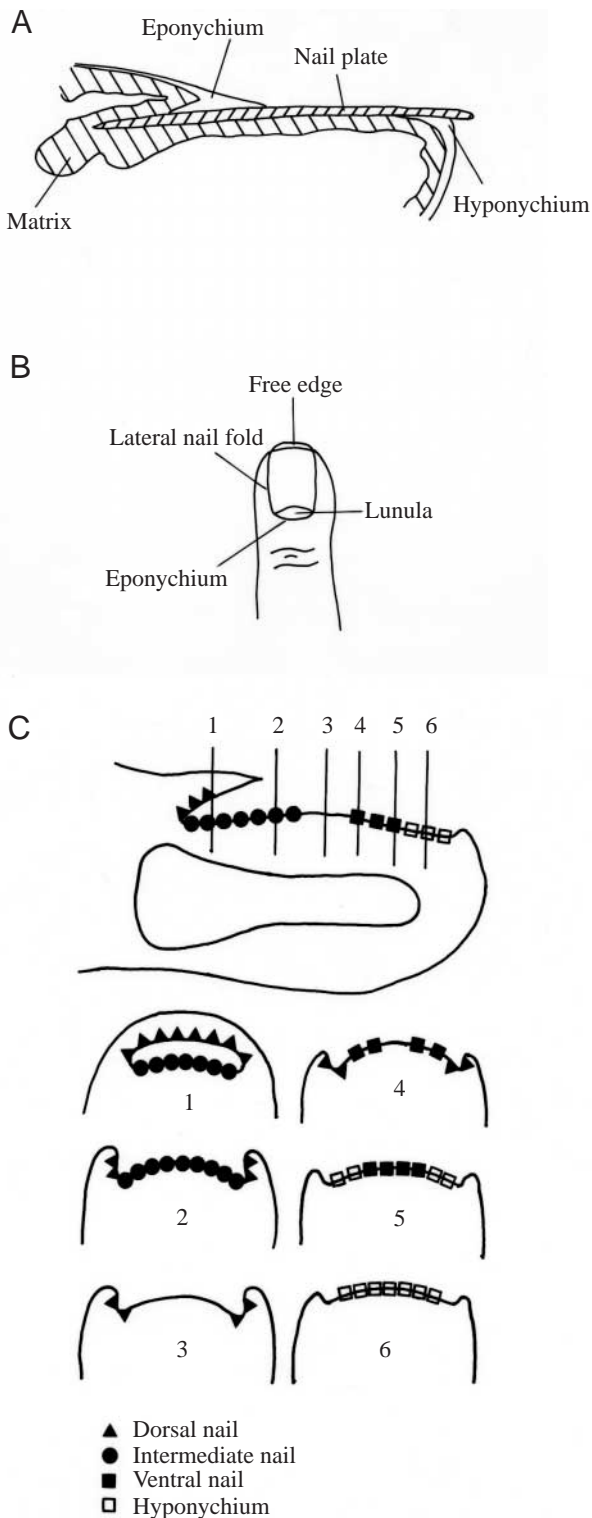 A
Eponychium
Nail plate
Matrix
Hyponychium
B
Free edge
Lateral nail fold
Lunula
Eponychium
C
1 2 3 4 5 6
1 4
2 5
3 6
Dorsal nail
Intermediate nail
Ventral nail
Hyponychium